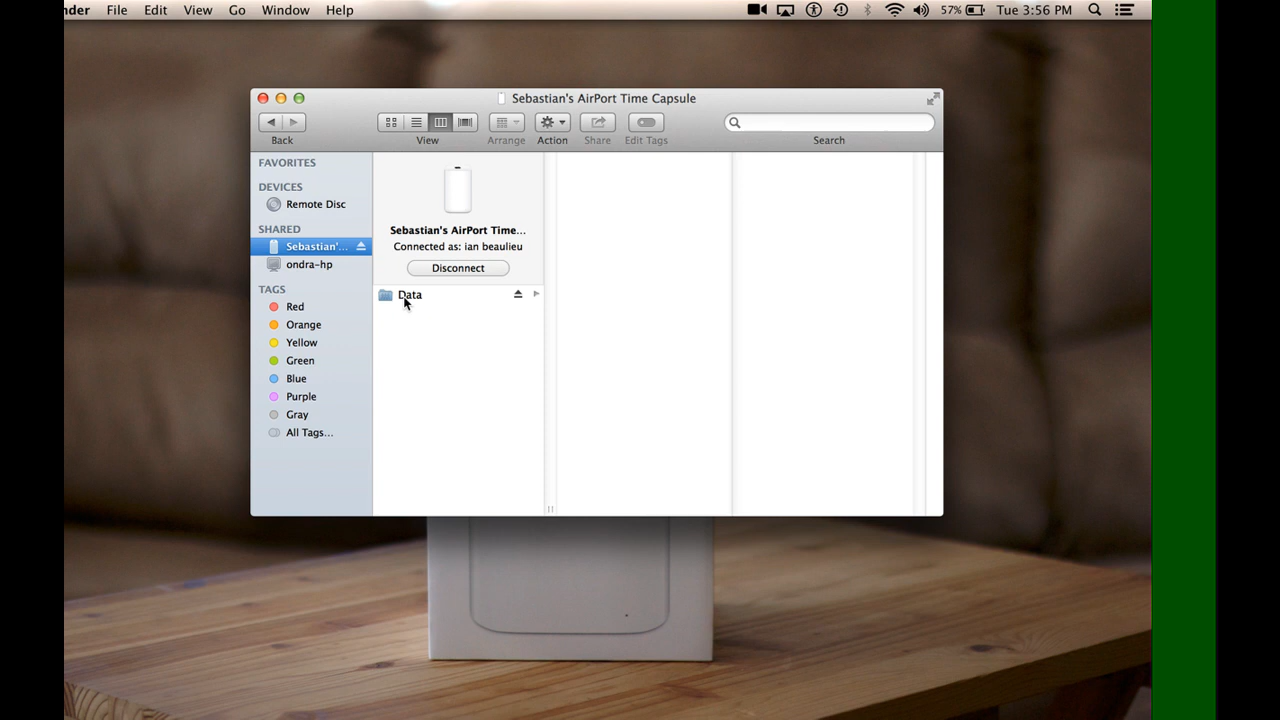 nder File Edit View Go Window Help 57% Tue 3:56 PM
Sebastian's AirPort Time Capsule
Back View Arrange Action Share Edit Tags Search
FAVORITES
DEVICES
Remote Disc
SHARED
Sebastian'...
ondra-hp
TAGS
Red
Orange
Yellow
Green
Blue
Purple
Gray
All Tags...
Sebastian's AirPort Time...
Connected as: ian beaulieu
Disconnect
Data